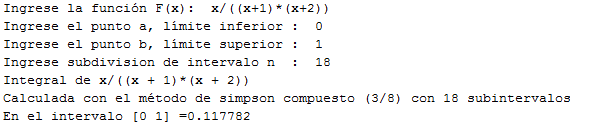 Ingrese la función F(x):  x/((x+1)*(x+2))
Ingrese el punto a, límite inferior :  0
Ingrese el punto b, límite superior :  1
Ingrese subdivision de intervalo n  :  18
Integral de x/((x + 1)*(x + 2))
Calculada con el método de simpson compuesto (3/8) con 18 subintervalos
En el intervalo [0 1] =0.117782